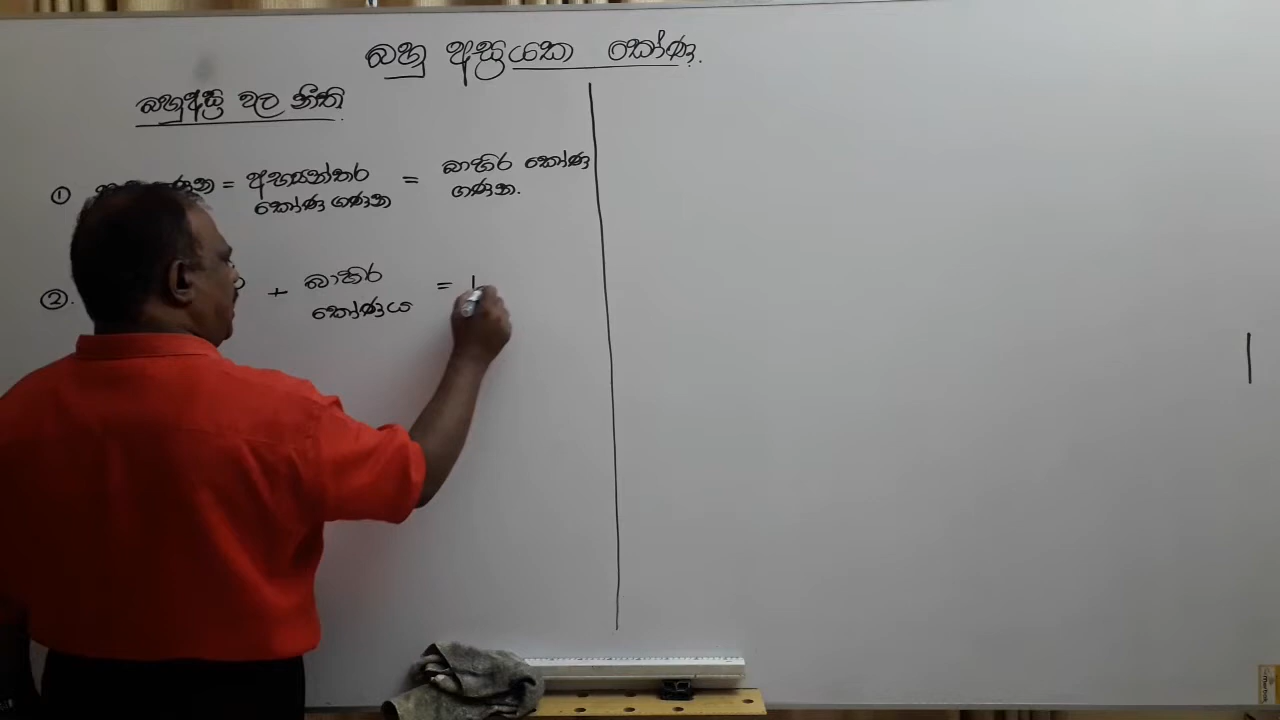 බහු අස්‍රයක කෝණ.
බහුඅස්‍ර වල නීති
① = අභ්‍යන්තර = බාහිර කෝණ
කෝණ ගණන ගණන.
②. + බාහිර =
කෝණය